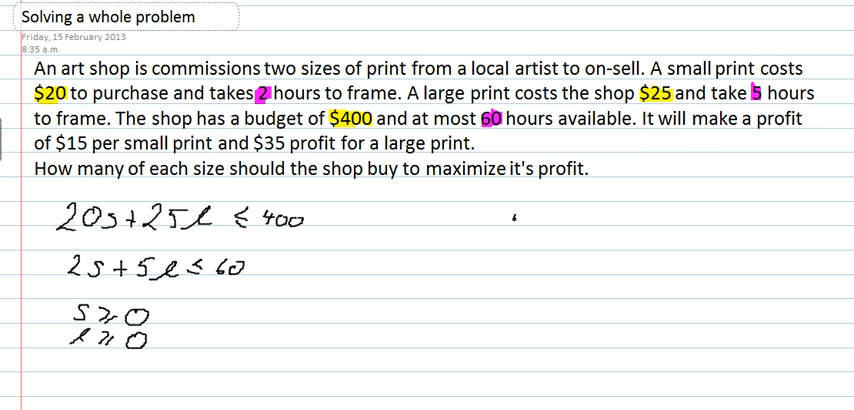 Solving a whole problem
Friday, 15 February 2013
8:35 a.m.
An art shop is commissions two sizes of print from a local artist to on-sell. A small print costs
$20 to purchase and takes 2 hours to frame. A large print costs the shop $25 and take 5 hours
to frame. The shop has a budget of $400 and at most 60 hours available. It will make a profit
of $15 per small print and $35 profit for a large print.
How many of each size should the shop buy to maximize it's profit.
20s + 25l ≤ 400
2s + 5l ≤ 60
s ≥ 0
l ≥ 0